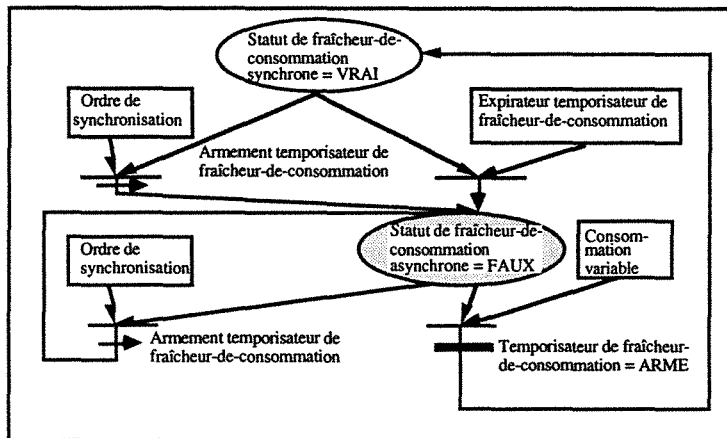 Statut de fraîcheur-de-
consommation
synchrone = VRAI
Ordre de
synchronisation
Expirateur temporisateur de
fraîcheur-de-consommation
Armement temporisateur de
fraîcheur-de-consommation
Statut de fraîcheur-de-
consommation
asynchrone = FAUX
Ordre de
synchronisation
Consom-
mation
variable
Armement temporisateur de
fraîcheur-de-consommation
Temporisateur de fraîcheur-
de-consommation = ARME